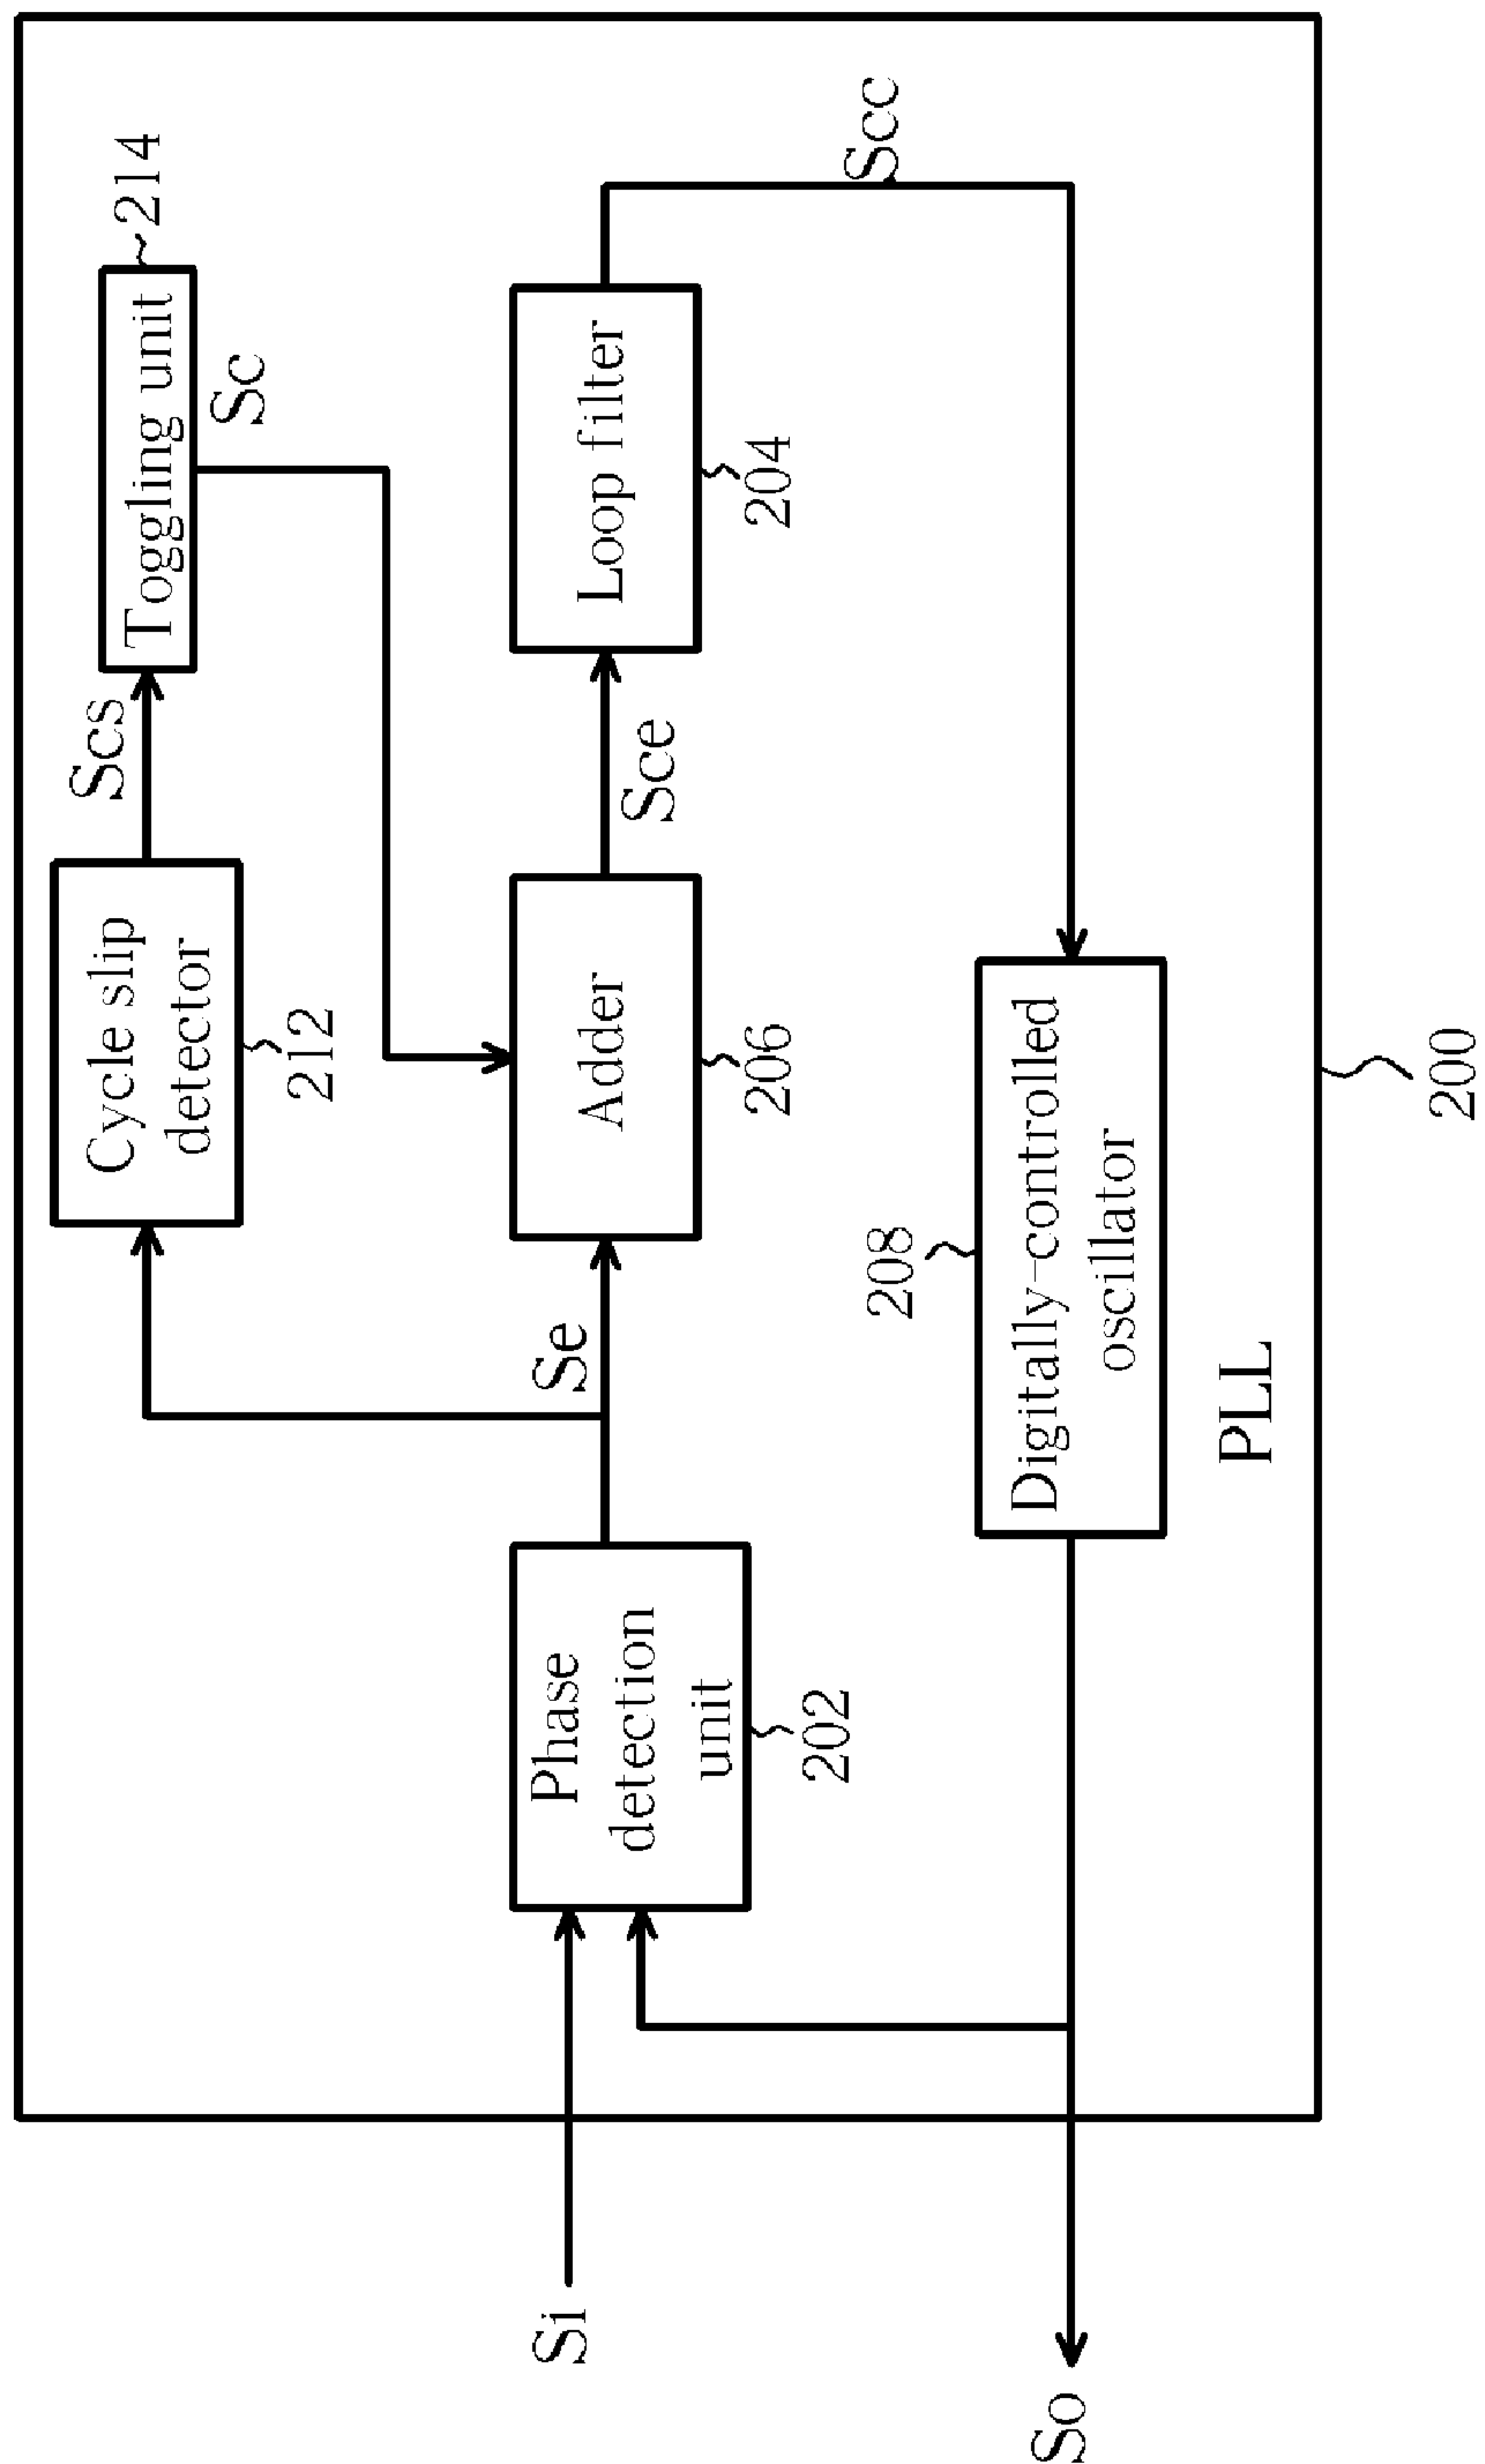 Cycle slip
detector
212
Scs
Toggling unit
214
Sc
Si
Phase
detection
unit
202
Se
Adder
206
Sce
Loop filter
204
Scc
208
Digitally-controlled
oscillator
So
PLL
200